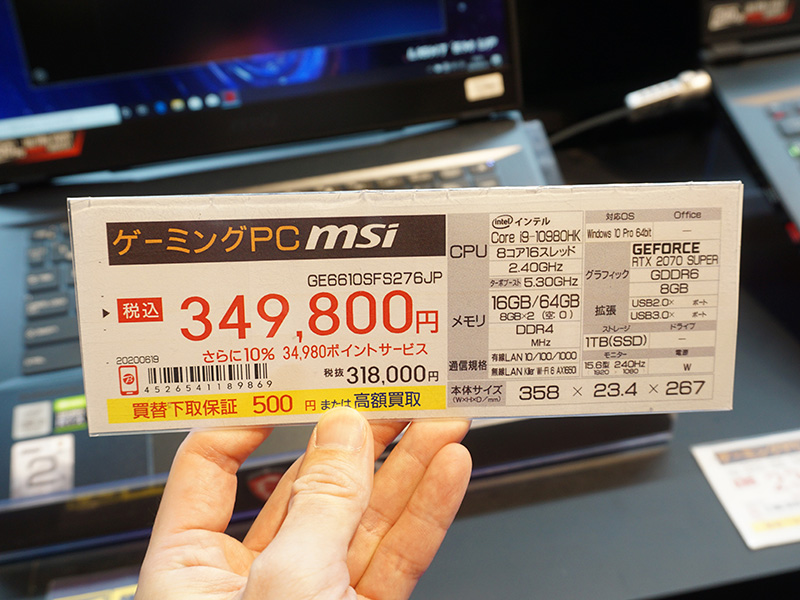 LIGHT EM UP
ゲーミングPC msi
GE6610SFS276JP
税込 349,800円
さらに10% 34,980ポイントサービス
20200619
4526541189869
税抜 318,000円
買替下取保証 500 円 または 高額買取
CPU
intel インテル
Core i9-10980HK
8コア16スレッド
2.40GHz
ターボブースト 5.30GHz
メモリ
16GB/64GB
8GB×2 (空0)
DDR4
MHz
通信規格
有線LAN 10/100/1000
無線LAN Killer Wi-Fi 6 AX1650
対応OS Office
Windows 10 Pro 64bit —
グラフィック
GEFORCE
RTX 2070 SUPER
GDDR6
8GB
拡張
USB2.0× ポート
USB3.0× ポート
ストレージ ドライブ
1TB(SSD) —
モニター 電源
15.6型 240Hz W
1920 1080
本体サイズ
(W×H×D/mm)
358 × 23.4 × 267